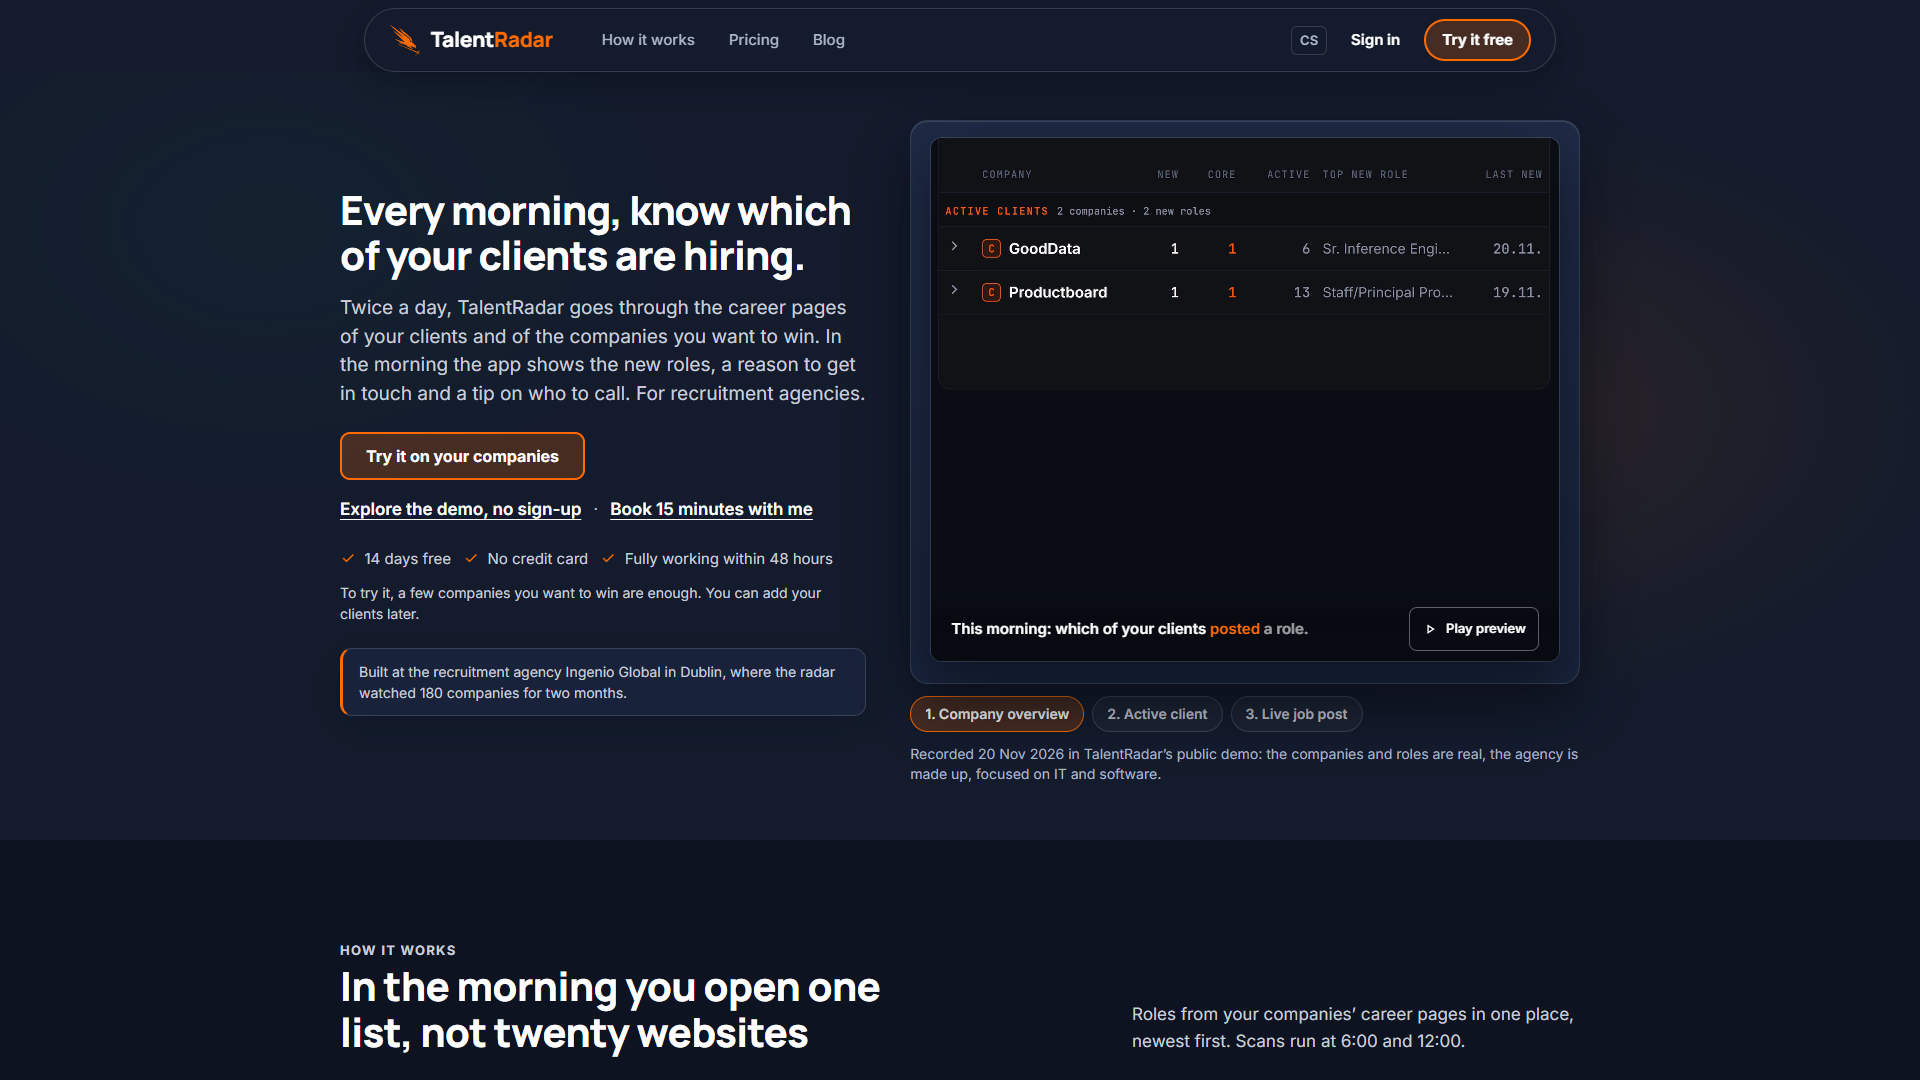 TalentRadar
How it works
Pricing
Blog
CS
Sign in
Try it free
Every morning, know which
of your clients are hiring.
Twice a day, TalentRadar goes through the career pages
of your clients and of the companies you want to win. In
the morning the app shows the new roles, a reason to get
in touch and a tip on who to call. For recruitment agencies.
Try it on your companies
Explore the demo, no sign-up · Book 15 minutes with me
14 days free
No credit card
Fully working within 48 hours
To try it, a few companies you want to win are enough. You can add your
clients later.
Built at the recruitment agency Ingenio Global in Dublin, where the radar
watched 180 companies for two months.
COMPANY NEW CORE ACTIVE TOP NEW ROLE LAST NEW
ACTIVE CLIENTS 2 companies · 2 new roles
C GoodData 1 1 6 Sr. Inference Engi... 20.11.
C Productboard 1 1 13 Staff/Principal Pro... 19.11.
This morning: which of your clients posted a role.
Play preview
1. Company overview
2. Active client
3. Live job post
Recorded 20 Nov 2026 in TalentRadar’s public demo: the companies and roles are real, the agency is
made up, focused on IT and software.
HOW IT WORKS
In the morning you open one
list, not twenty websites
Roles from your companies’ career pages in one place,
newest first. Scans run at 6:00 and 12:00.